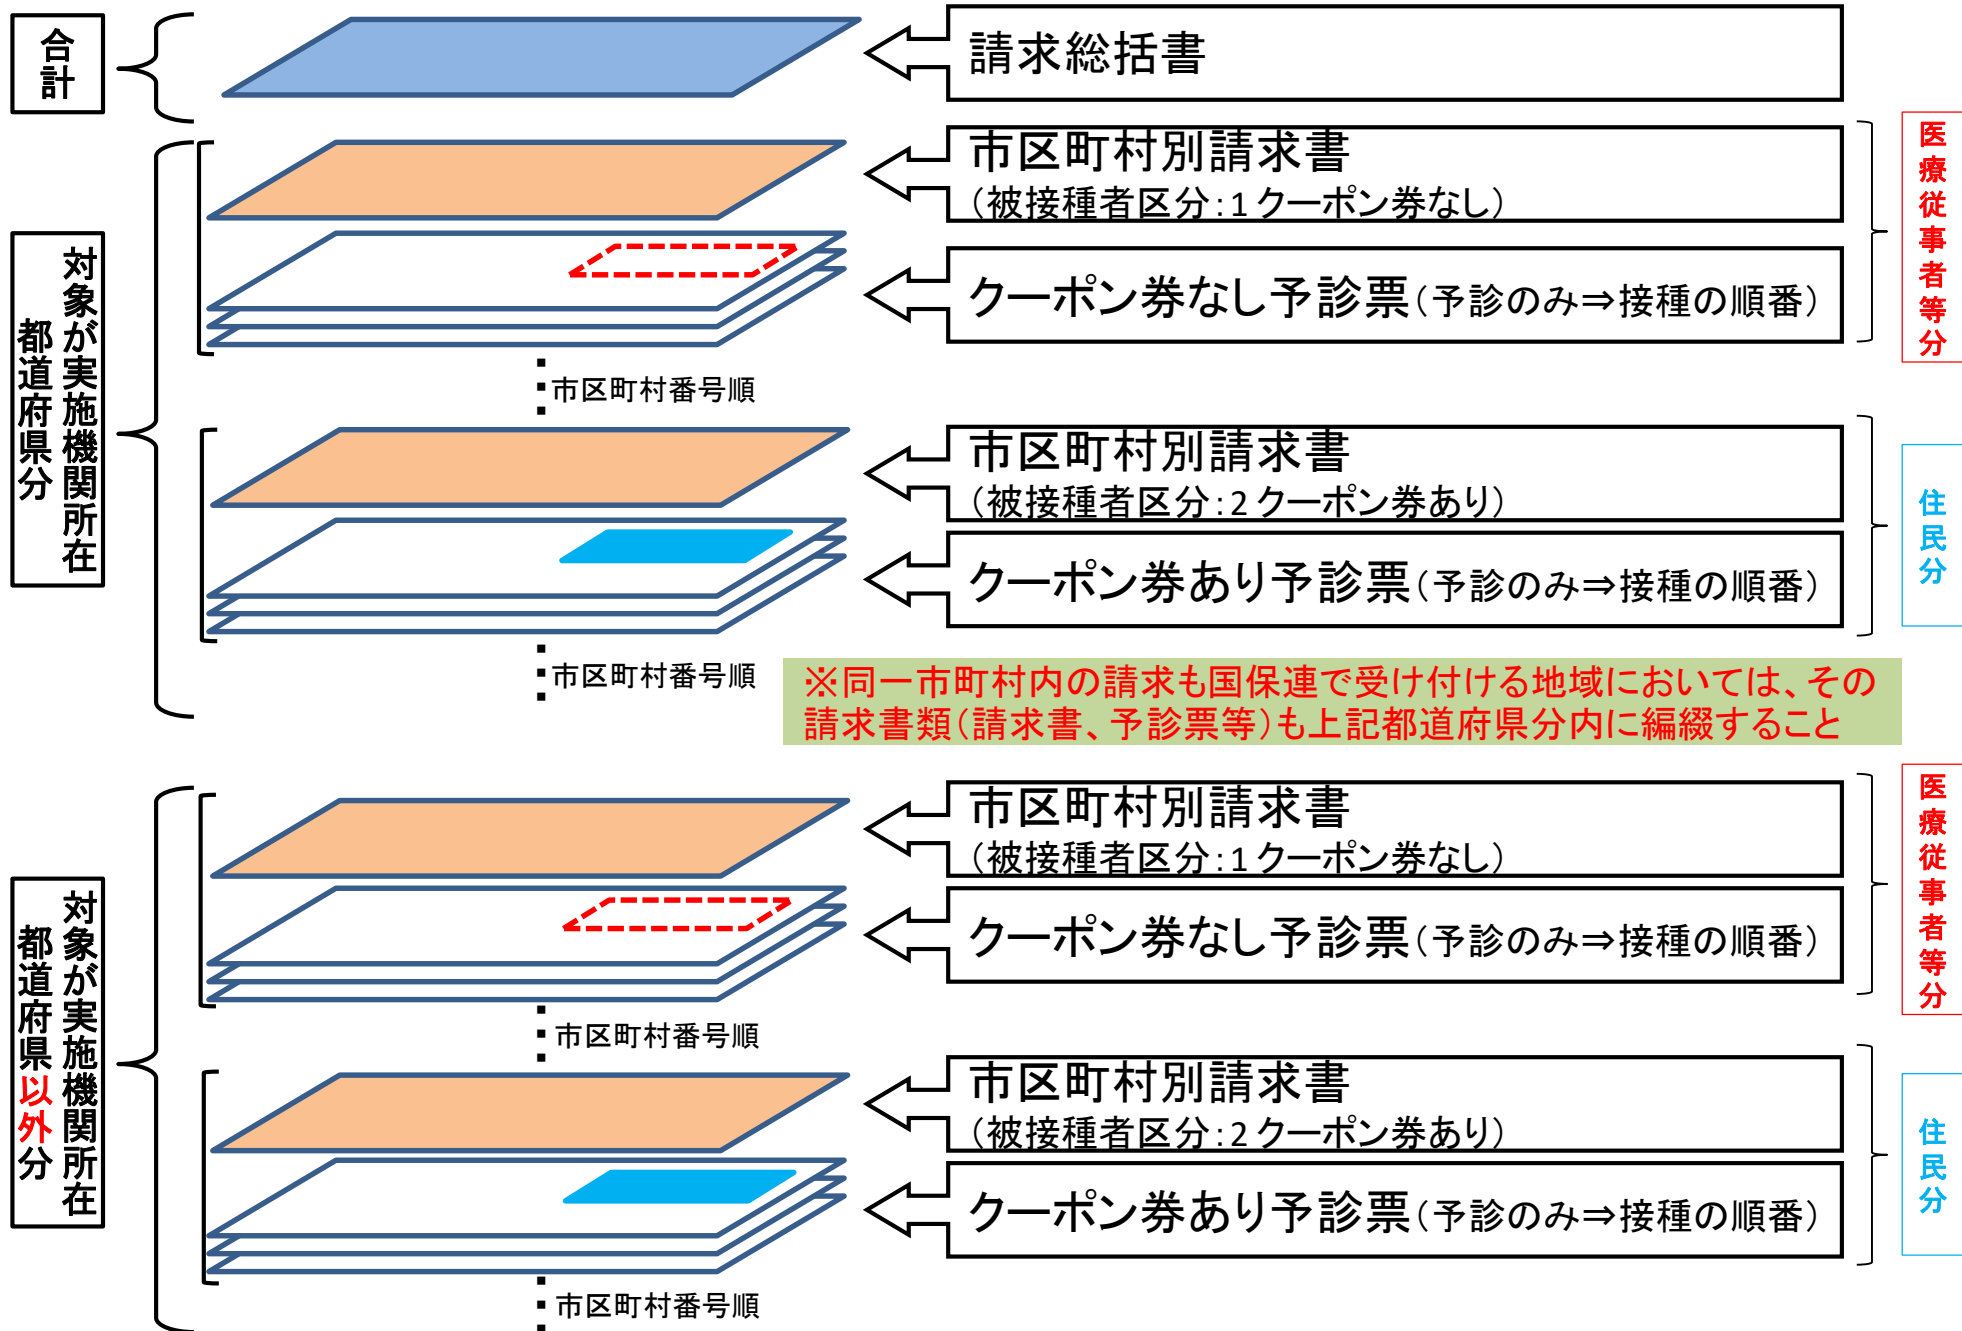 合計
請求総括書
対象が実施機関所在
都道府県分
市区町村別請求書
（被接種者区分：1 クーポン券なし）
クーポン券なし予診票（予診のみ⇒接種の順番）
医療従事者等分
市区町村番号順
市区町村別請求書
（被接種者区分：2 クーポン券あり）
クーポン券あり予診票（予診のみ⇒接種の順番）
住民分
市区町村番号順
※同一市町村内の請求も国保連で受け付ける地域においては、その
請求書類（請求書、予診票等）も上記都道府県分内に編綴すること
対象が実施機関所在
都道府県以外分
市区町村別請求書
（被接種者区分：1 クーポン券なし）
クーポン券なし予診票（予診のみ⇒接種の順番）
医療従事者等分
市区町村番号順
市区町村別請求書
（被接種者区分：2 クーポン券あり）
クーポン券あり予診票（予診のみ⇒接種の順番）
住民分
市区町村番号順